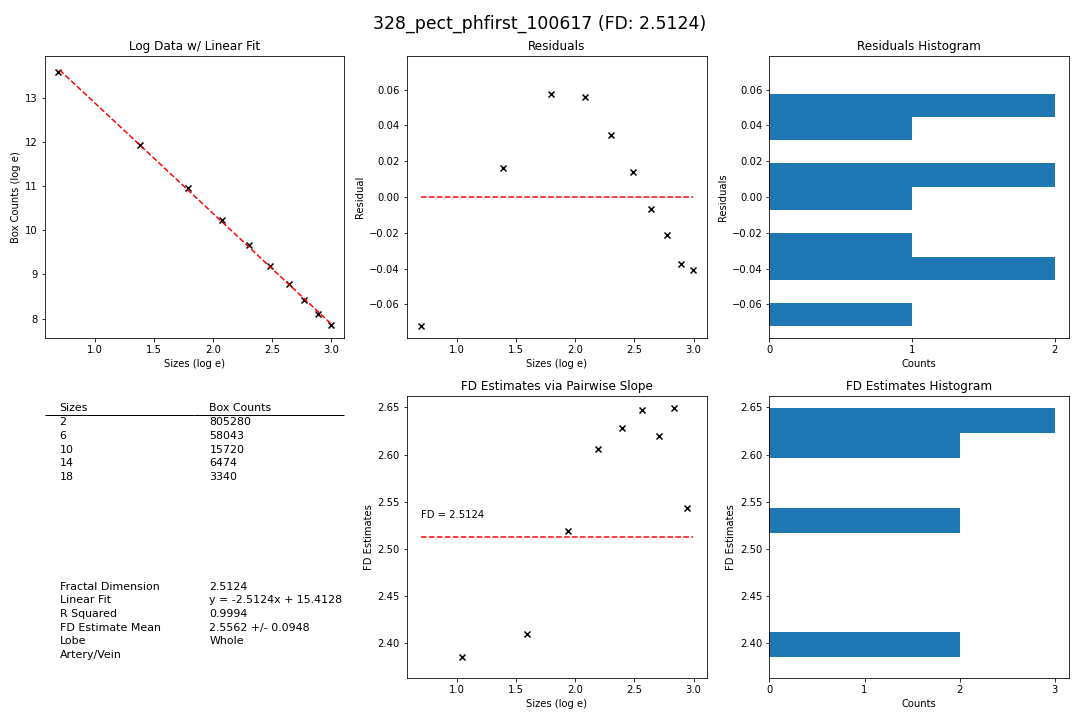 328_pect_phfirst_100617 (FD: 2.5124)
Log Data w/ Linear Fit
Box Counts (log e)
13
12
11
10
9
8
1.0 1.5 2.0 2.5 3.0
Sizes (log e)
Residuals
Residual
0.06
0.04
0.02
0.00
−0.02
−0.04
−0.06
1.0 1.5 2.0 2.5 3.0
Sizes (log e)
Residuals Histogram
Residuals
0.06
0.04
0.02
0.00
−0.02
−0.04
−0.06
0 1 2
Counts
Sizes Box Counts
2 805280
6 58043
10 15720
14 6474
18 3340
Fractal Dimension 2.5124
Linear Fit y = -2.5124x + 15.4128
R Squared 0.9994
FD Estimate Mean 2.5562 +/- 0.0948
Lobe Whole
Artery/Vein
FD Estimates via Pairwise Slope
FD Estimates
2.65
2.60
2.55
2.50
2.45
2.40
FD = 2.5124
1.0 1.5 2.0 2.5 3.0
Sizes (log e)
FD Estimates Histogram
FD Estimates
2.65
2.60
2.55
2.50
2.45
2.40
0 1 2 3
Counts